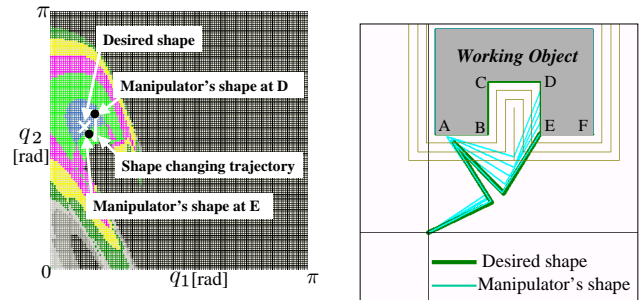 π
Desired shape
Manipulator's shape at D
q2
[rad]
Shape changing trajectory
Manipulator's shape at E
0
q1[rad]
π
Working Object
C
D
A
B
E
F
Desired shape
Manipulator's shape